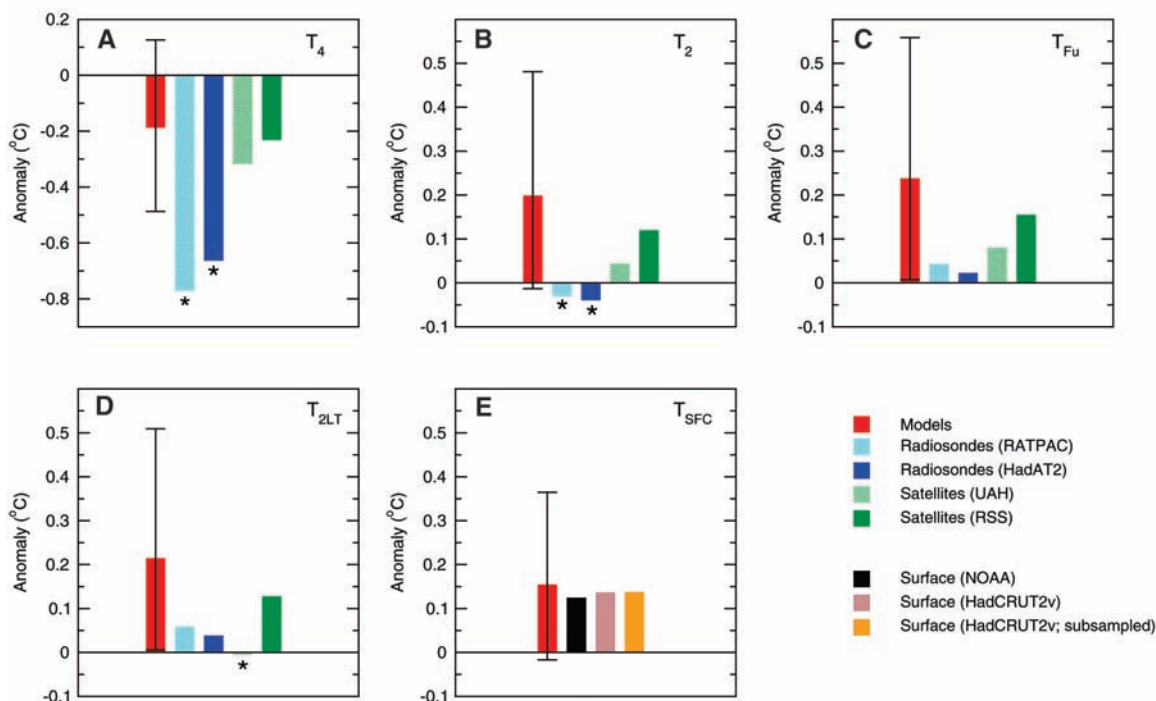 A
T4
Anomaly (°C)
0.2
0
-0.2
-0.4
-0.6
-0.8
*
*
B
T2
Anomaly (°C)
0.5
0.4
0.3
0.2
0.1
0
-0.1
*
*
C
TFu
Anomaly (°C)
0.5
0.4
0.3
0.2
0.1
0
-0.1
D
T2LT
Anomaly (°C)
0.5
0.4
0.3
0.2
0.1
0
-0.1
*
E
TSFC
Anomaly (°C)
0.5
0.4
0.3
0.2
0.1
0
-0.1
Models
Radiosondes (RATPAC)
Radiosondes (HadAT2)
Satellites (UAH)
Satellites (RSS)
Surface (NOAA)
Surface (HadCRUT2v)
Surface (HadCRUT2v; subsampled)